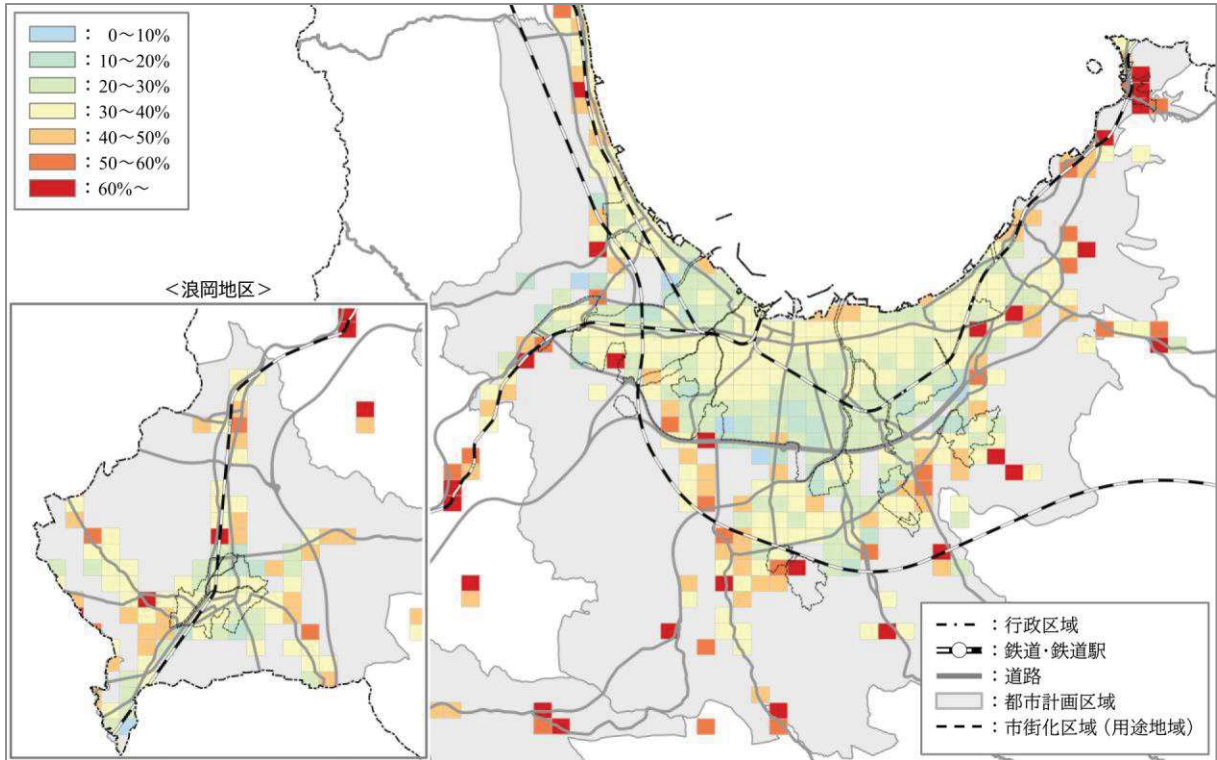 ： 0～10%
： 10～20%
： 20～30%
： 30～40%
： 40～50%
： 50～60%
： 60%～
＜浪岡地区＞
：行政区域
：鉄道・鉄道駅
：道路
：都市計画区域
：市街化区域（用途地域）